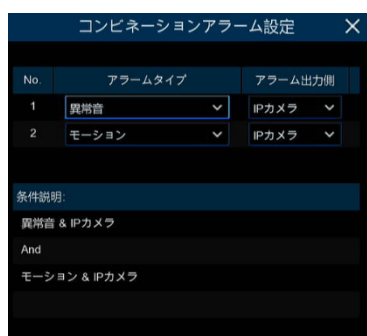 コンビネーションアラーム設定
No. アラームタイプ アラーム出力側
1 異常音 IPカメラ
2 モーション IPカメラ
条件説明:
異常音 & IPカメラ
And
モーション & IPカメラ